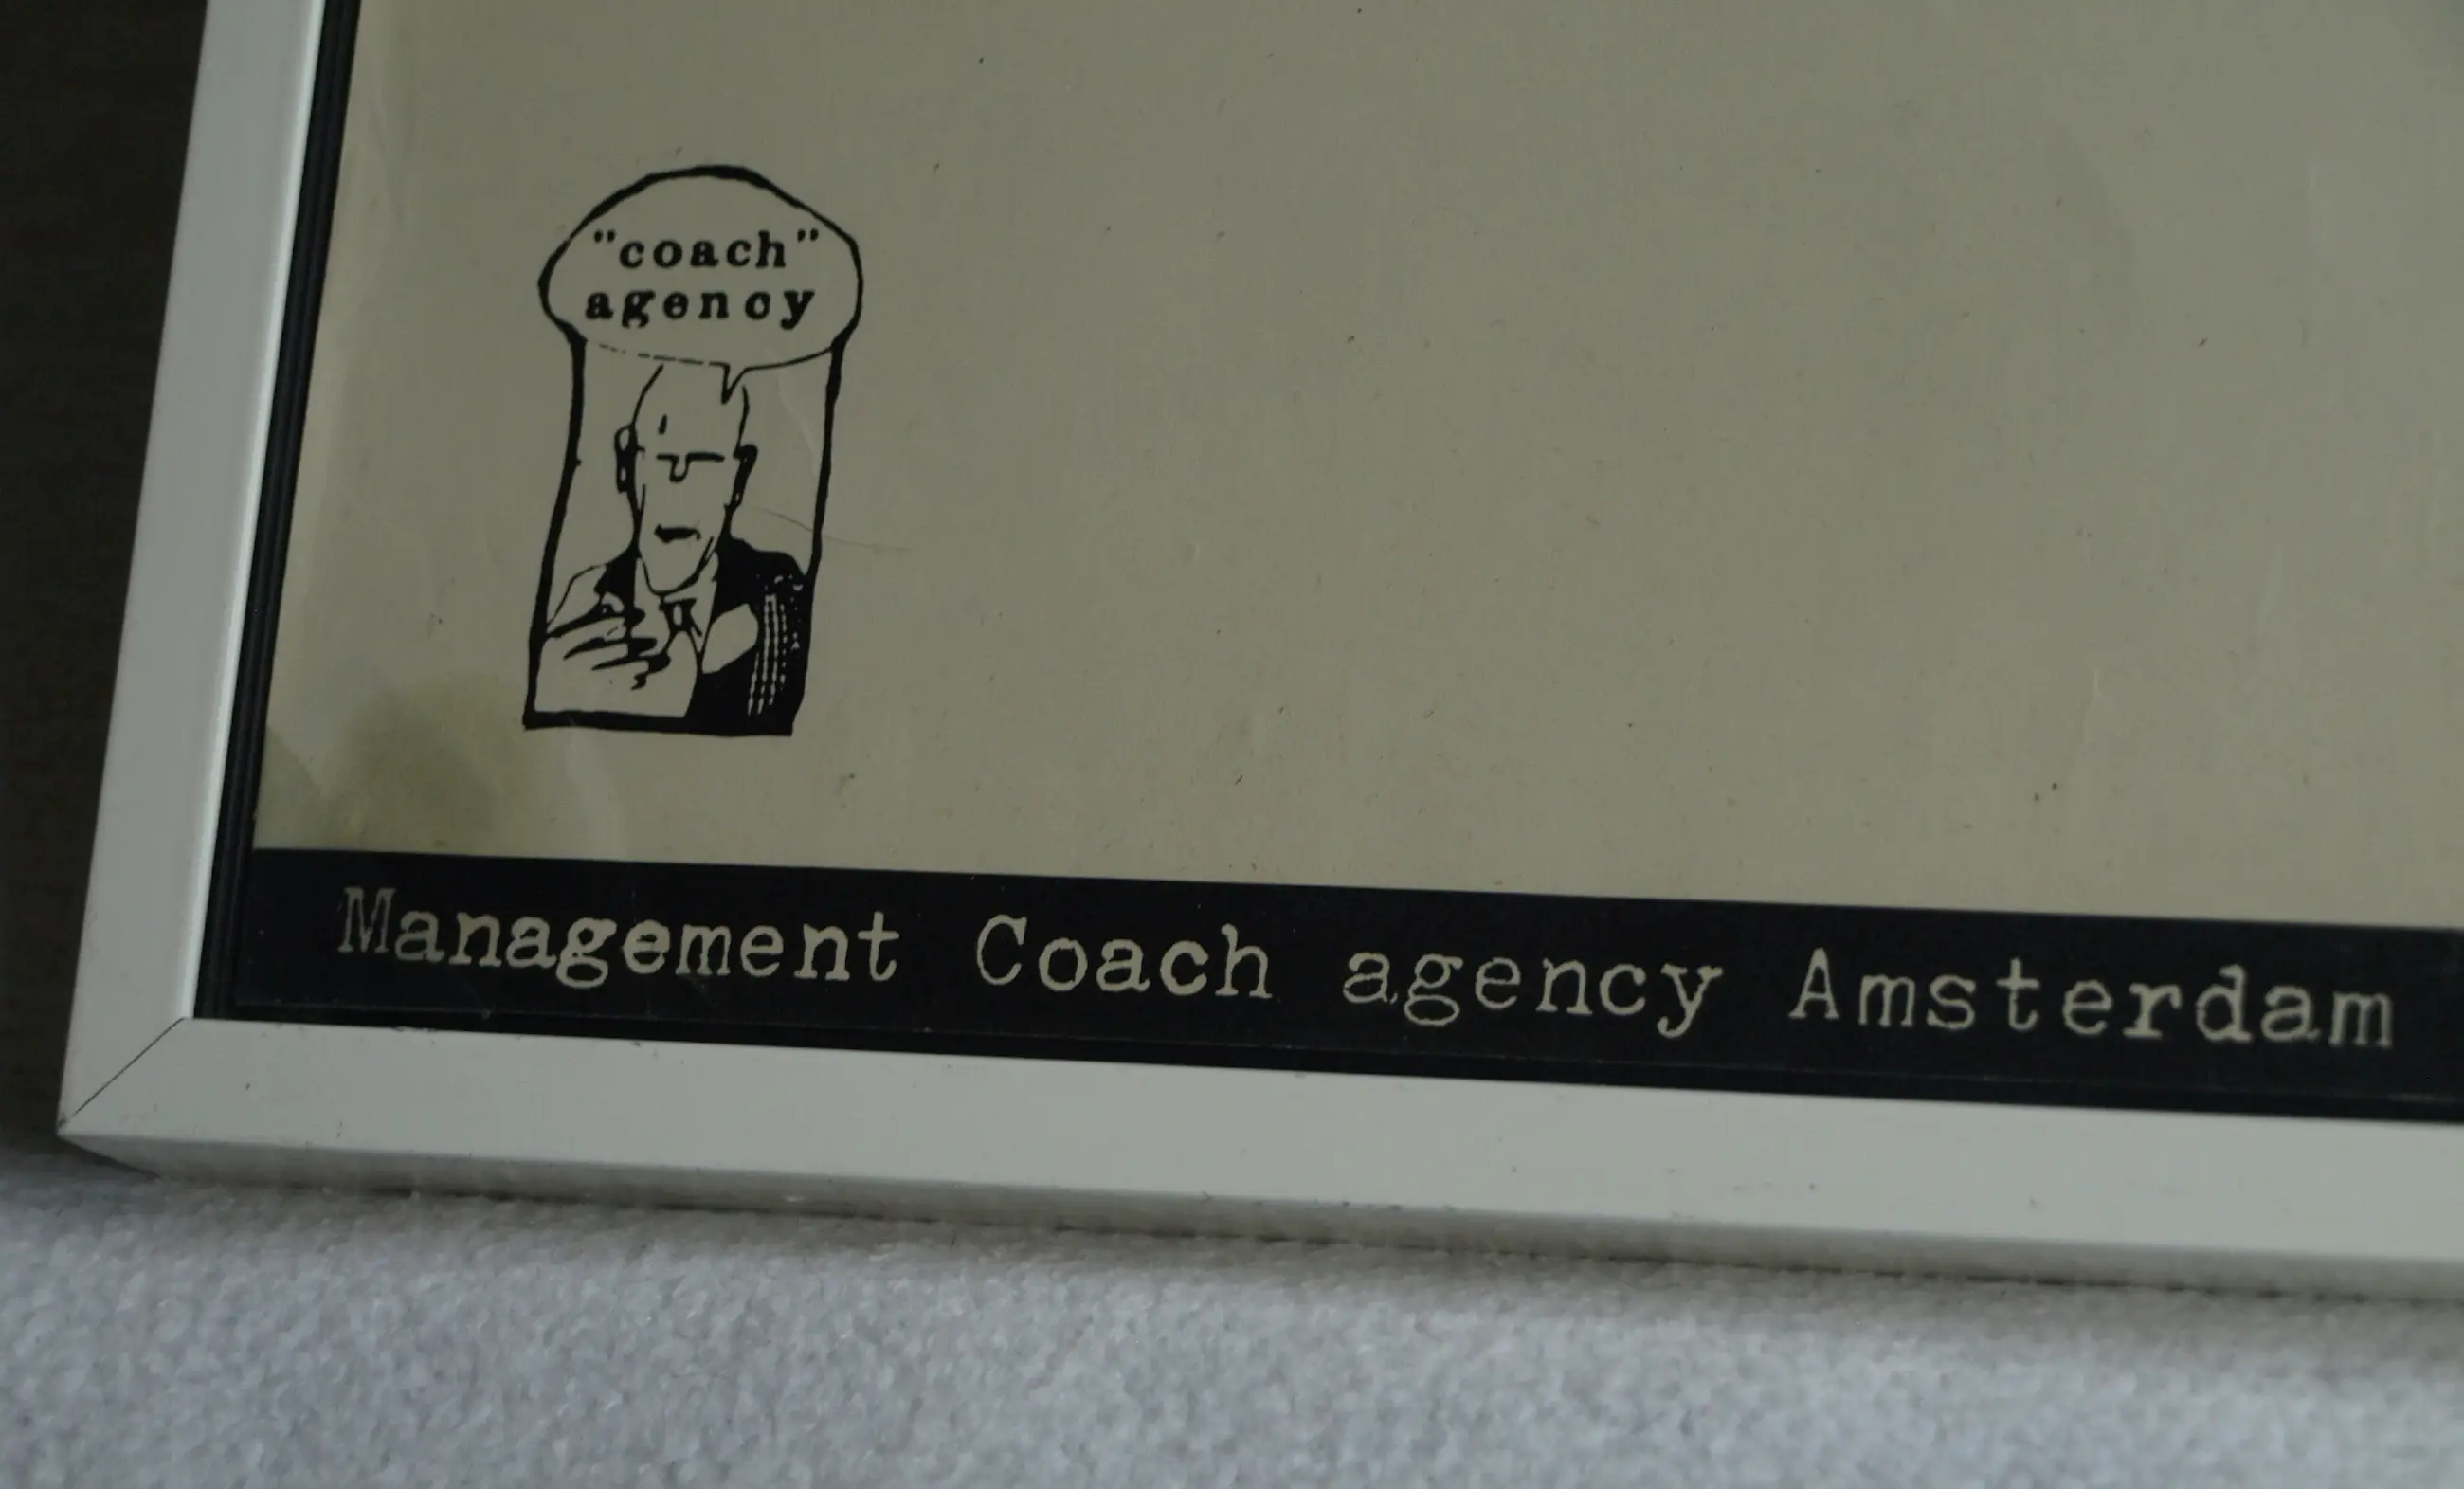 "coach"
agency
Management Coach agency Amsterdam